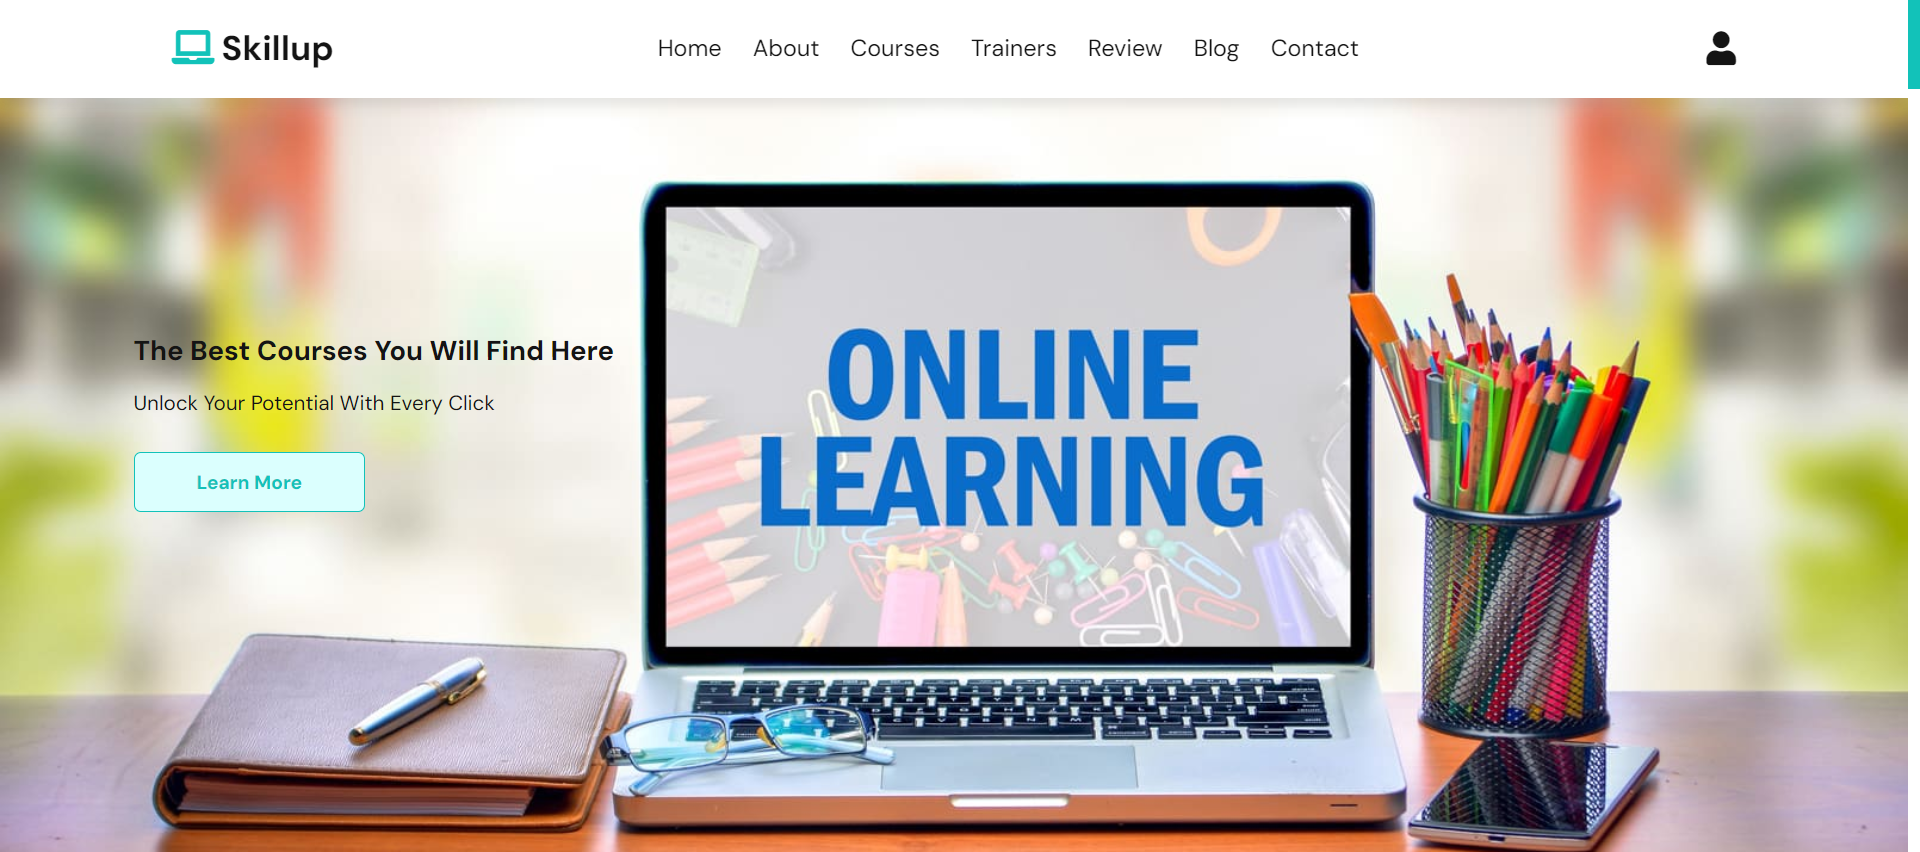 Skillup
Home About Courses Trainers Review Blog Contact
The Best Courses You Will Find Here
Unlock Your Potential With Every Click
Learn More
ONLINE
LEARNING